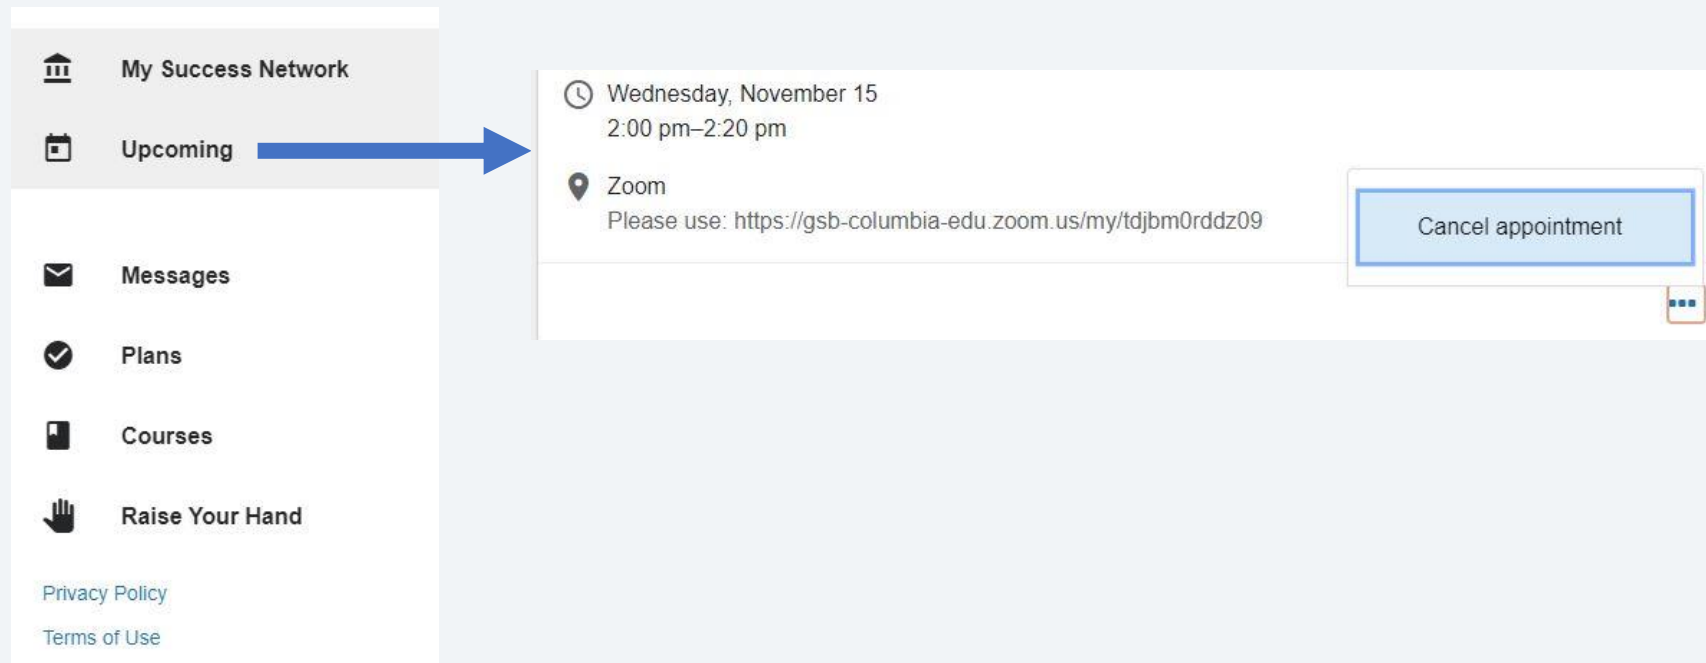 My Success Network
Upcoming
Messages
Plans
Courses
Raise Your Hand
Privacy Policy
Terms of Use
Wednesday, November 15
2:00 pm–2:20 pm
Zoom
Please use: https://gsb-columbia-edu.zoom.us/my/tdjbm0rddz09
Cancel appointment